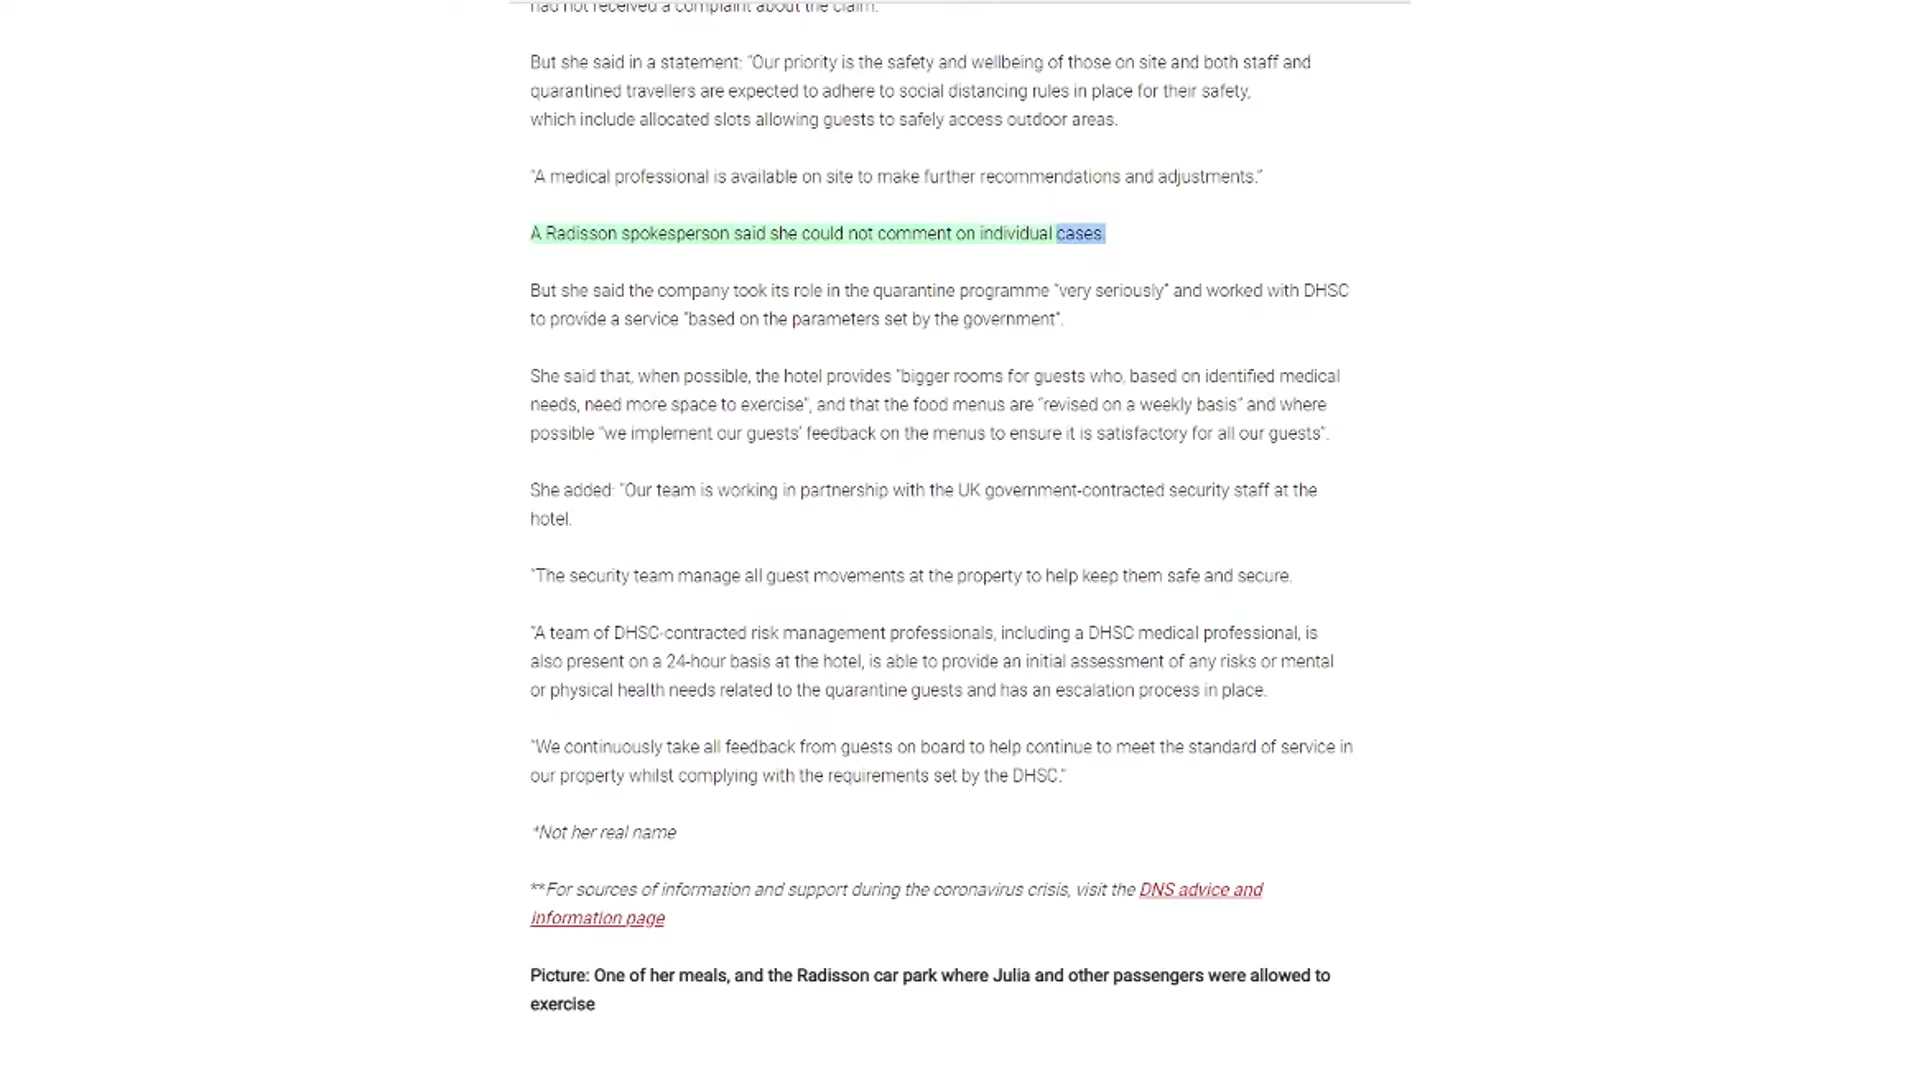 had not received a complaint about the claim.
But she said in a statement: “Our priority is the safety and wellbeing of those on site and both staff and
quarantined travellers are expected to adhere to social distancing rules in place for their safety,
which include allocated slots allowing guests to safely access outdoor areas.
“A medical professional is available on site to make further recommendations and adjustments.”
A Radisson spokesperson said she could not comment on individual cases.
But she said the company took its role in the quarantine programme “very seriously” and worked with DHSC
to provide a service “based on the parameters set by the government”.
She said that, when possible, the hotel provides “bigger rooms for guests who, based on identified medical
needs, need more space to exercise”, and that the food menus are “revised on a weekly basis” and where
possible “we implement our guests’ feedback on the menus to ensure it is satisfactory for all our guests”.
She added: “Our team is working in partnership with the UK government-contracted security staff at the
hotel.
“The security team manage all guest movements at the property to help keep them safe and secure.
“A team of DHSC-contracted risk management professionals, including a DHSC medical professional, is
also present on a 24-hour basis at the hotel, is able to provide an initial assessment of any risks or mental
or physical health needs related to the quarantine guests and has an escalation process in place.
“We continuously take all feedback from guests on board to help continue to meet the standard of service in
our property whilst complying with the requirements set by the DHSC.”
*Not her real name
**For sources of information and support during the coronavirus crisis, visit the DNS advice and
information page
Picture: One of her meals, and the Radisson car park where Julia and other passengers were allowed to
exercise